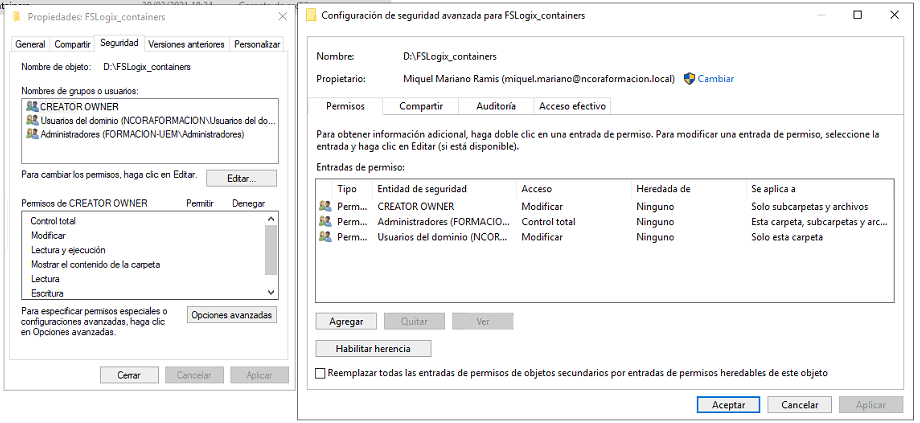 Propiedades: FSLogix_containers
General Compartir Seguridad Versiones anteriores Personalizar
Nombre de objeto: D:\FSLogix_containers
Nombres de grupos o usuarios:
CREATOR OWNER
Usuarios del dominio (NCORAFORMACION\Usuarios del do...
Administradores (FORMACION-UEM\Administradores)
Para cambiar los permisos, haga clic en Editar.
Editar...
Permisos de CREATOR OWNER Permitir Denegar
Control total
Modificar
Lectura y ejecución
Mostrar el contenido de la carpeta
Lectura
Escritura
Para especificar permisos especiales o
configuraciones avanzadas, haga clic
en Opciones avanzadas.
Opciones avanzadas
Cerrar Cancelar Aplicar
Configuración de seguridad avanzada para FSLogix_containers
Nombre: D:\FSLogix_containers
Propietario: Miquel Mariano Ramis (miquel.mariano@ncoraformacion.local) Cambiar
Permisos Compartir Auditoría Acceso efectivo
Para obtener información adicional, haga doble clic en una entrada de permiso. Para modificar una entrada de permiso, seleccione la
entrada y haga clic en Editar (si está disponible).
Entradas de permiso:
Tipo Entidad de seguridad Acceso Heredada de Se aplica a
Perm... CREATOR OWNER Modificar Ninguno Solo subcarpetas y archivos
Perm... Administradores (FORMACIO... Control total Ninguno Esta carpeta, subcarpetas y arc...
Perm... Usuarios del dominio (NCOR... Modificar Ninguno Solo esta carpeta
Agregar Quitar Ver
Habilitar herencia
Reemplazar todas las entradas de permisos de objetos secundarios por entradas de permisos heredables de este objeto
Aceptar Cancelar Aplicar